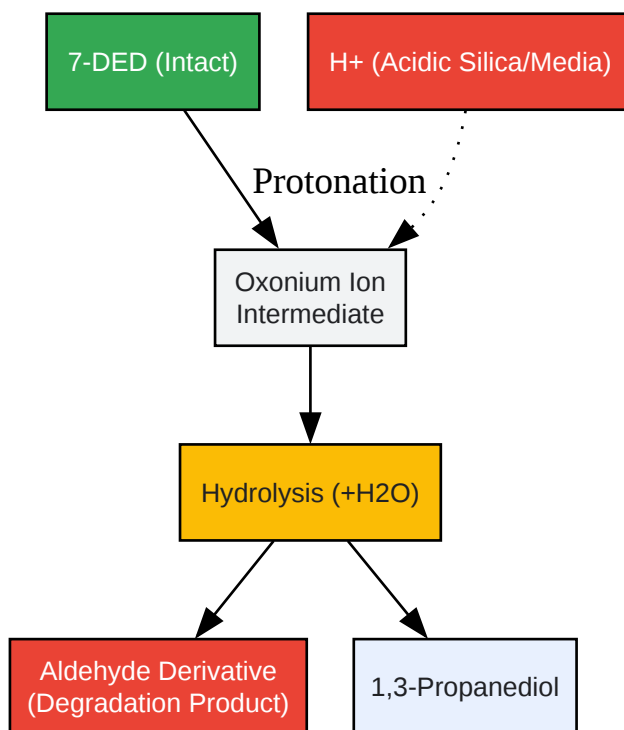 7-DED (Intact)
H+ (Acidic Silica/Media)
Protonation
Oxonium Ion
Intermediate
Hydrolysis (+H2O)
Aldehyde Derivative
(Degradation Product)
1,3-Propanediol